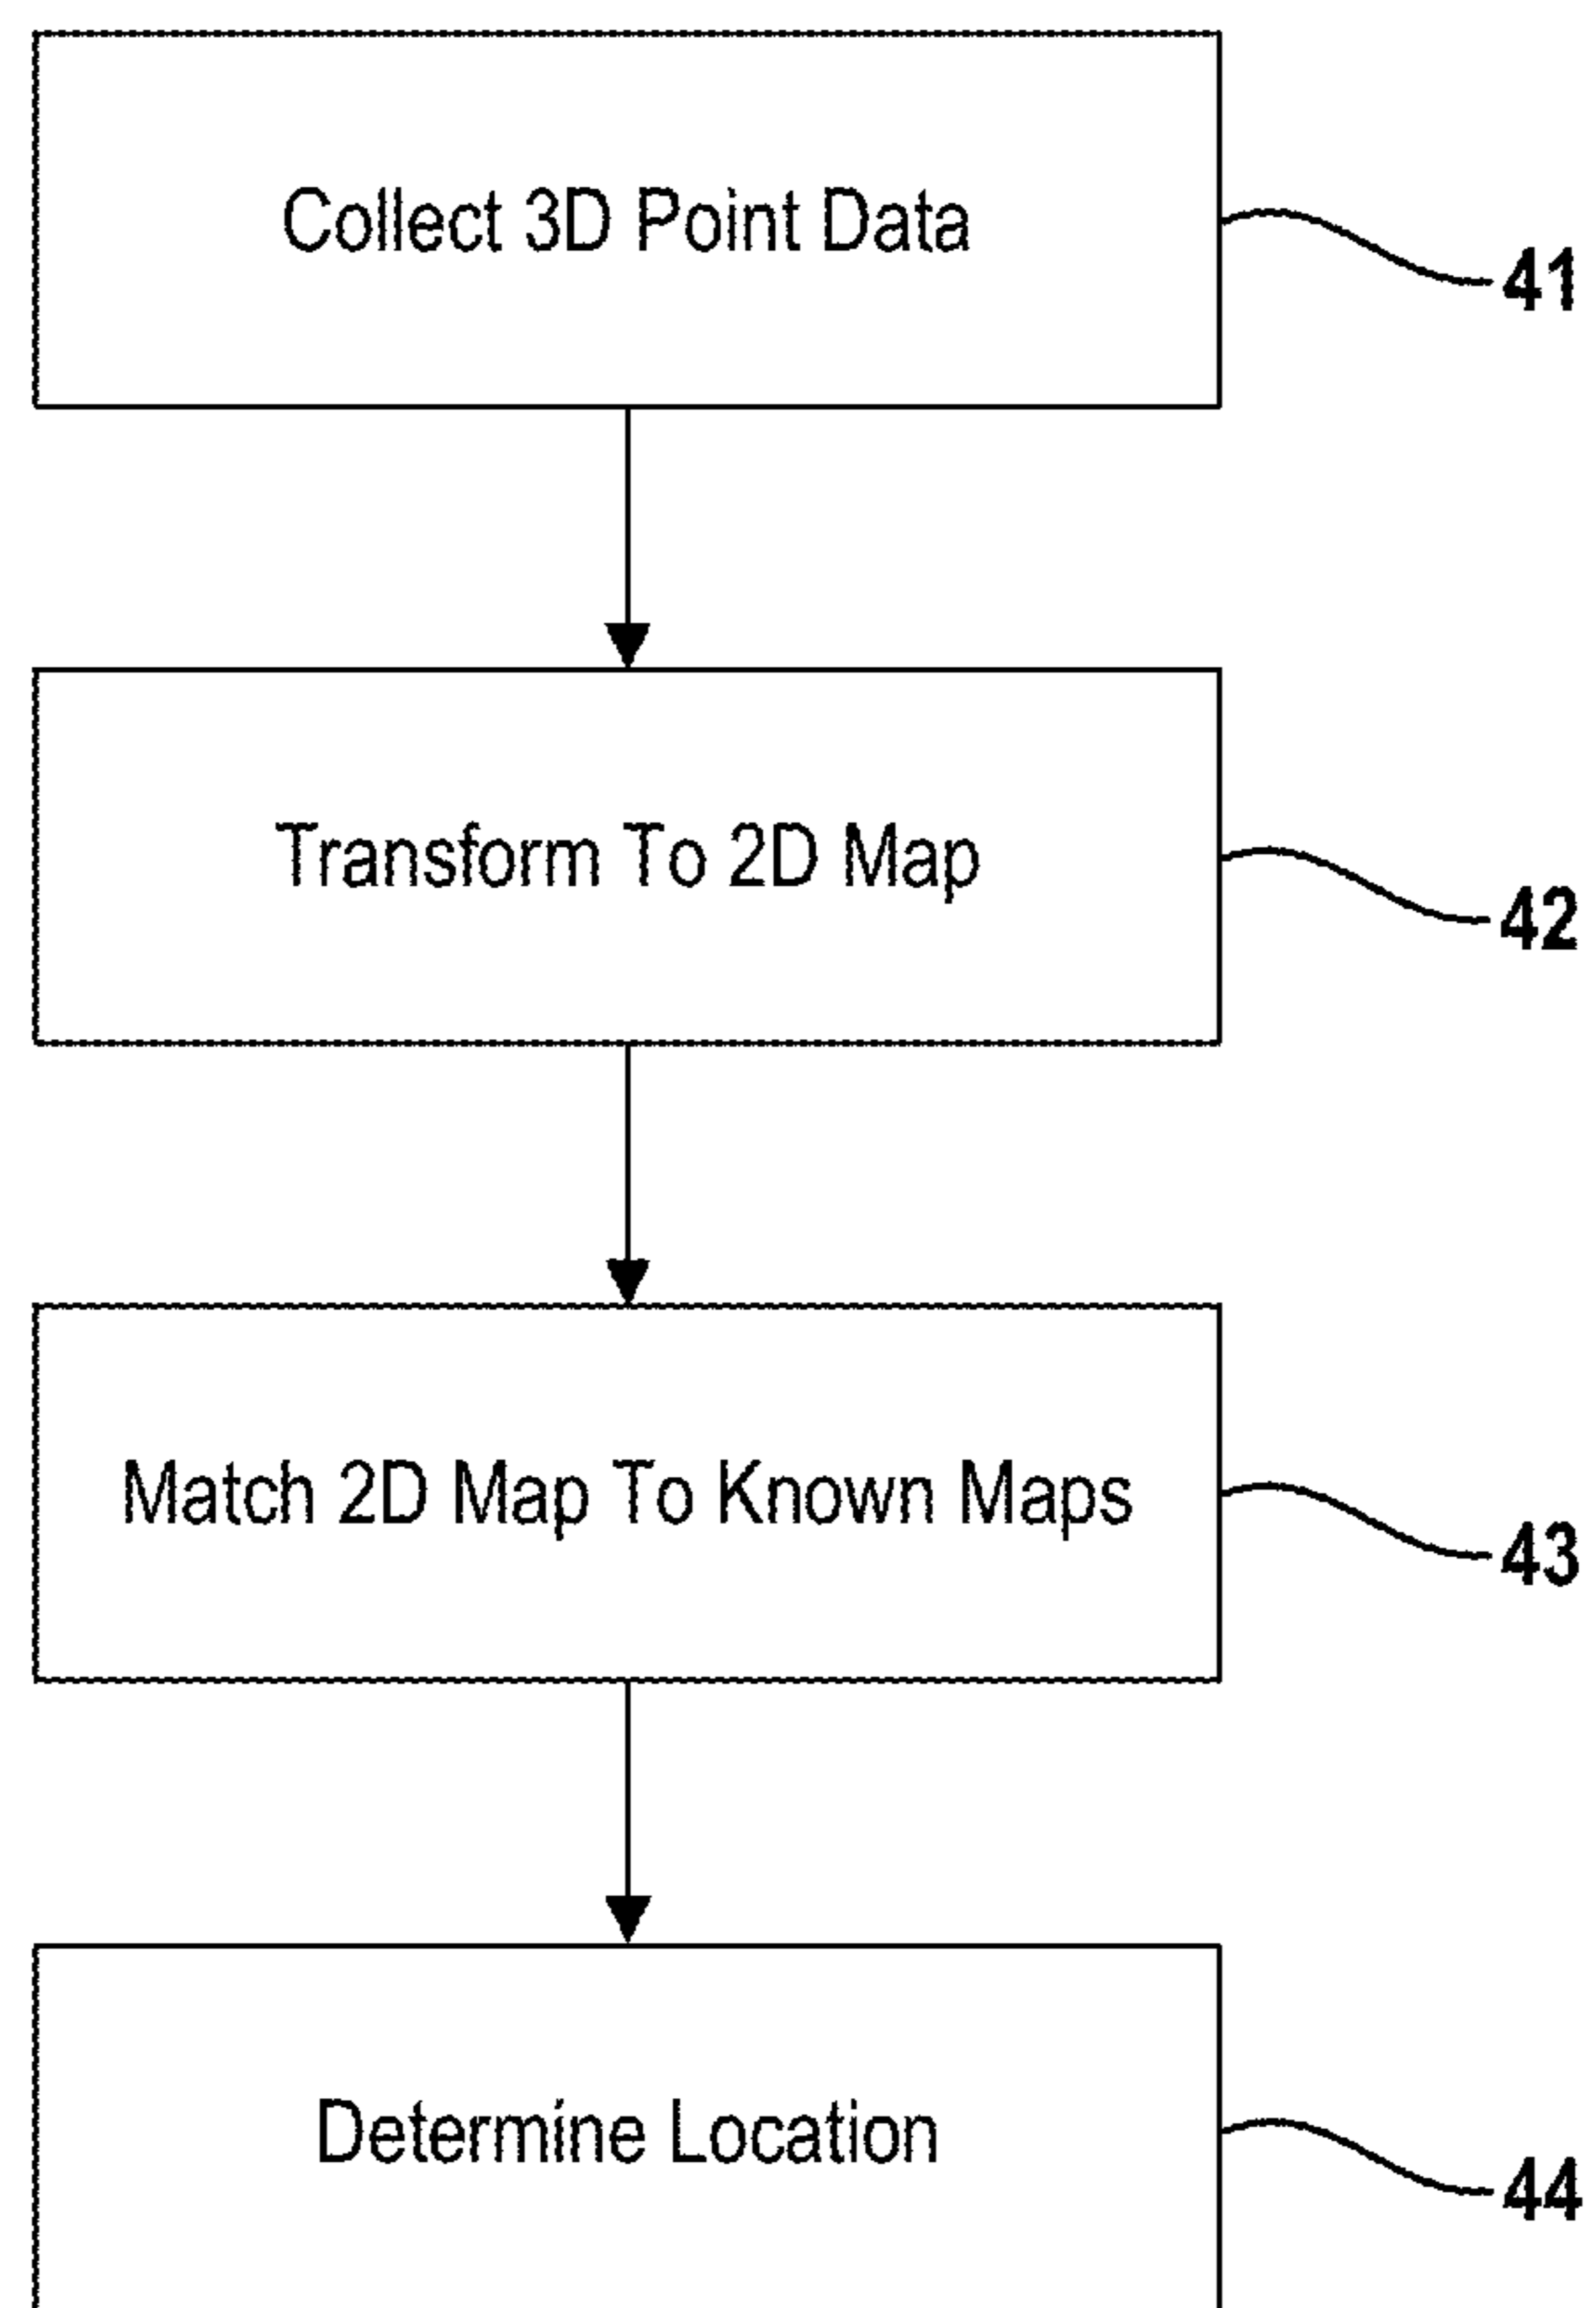 Collect 3D Point Data
41
Transform To 2D Map
42
Match 2D Map To Known Maps
43
Determine Location
44